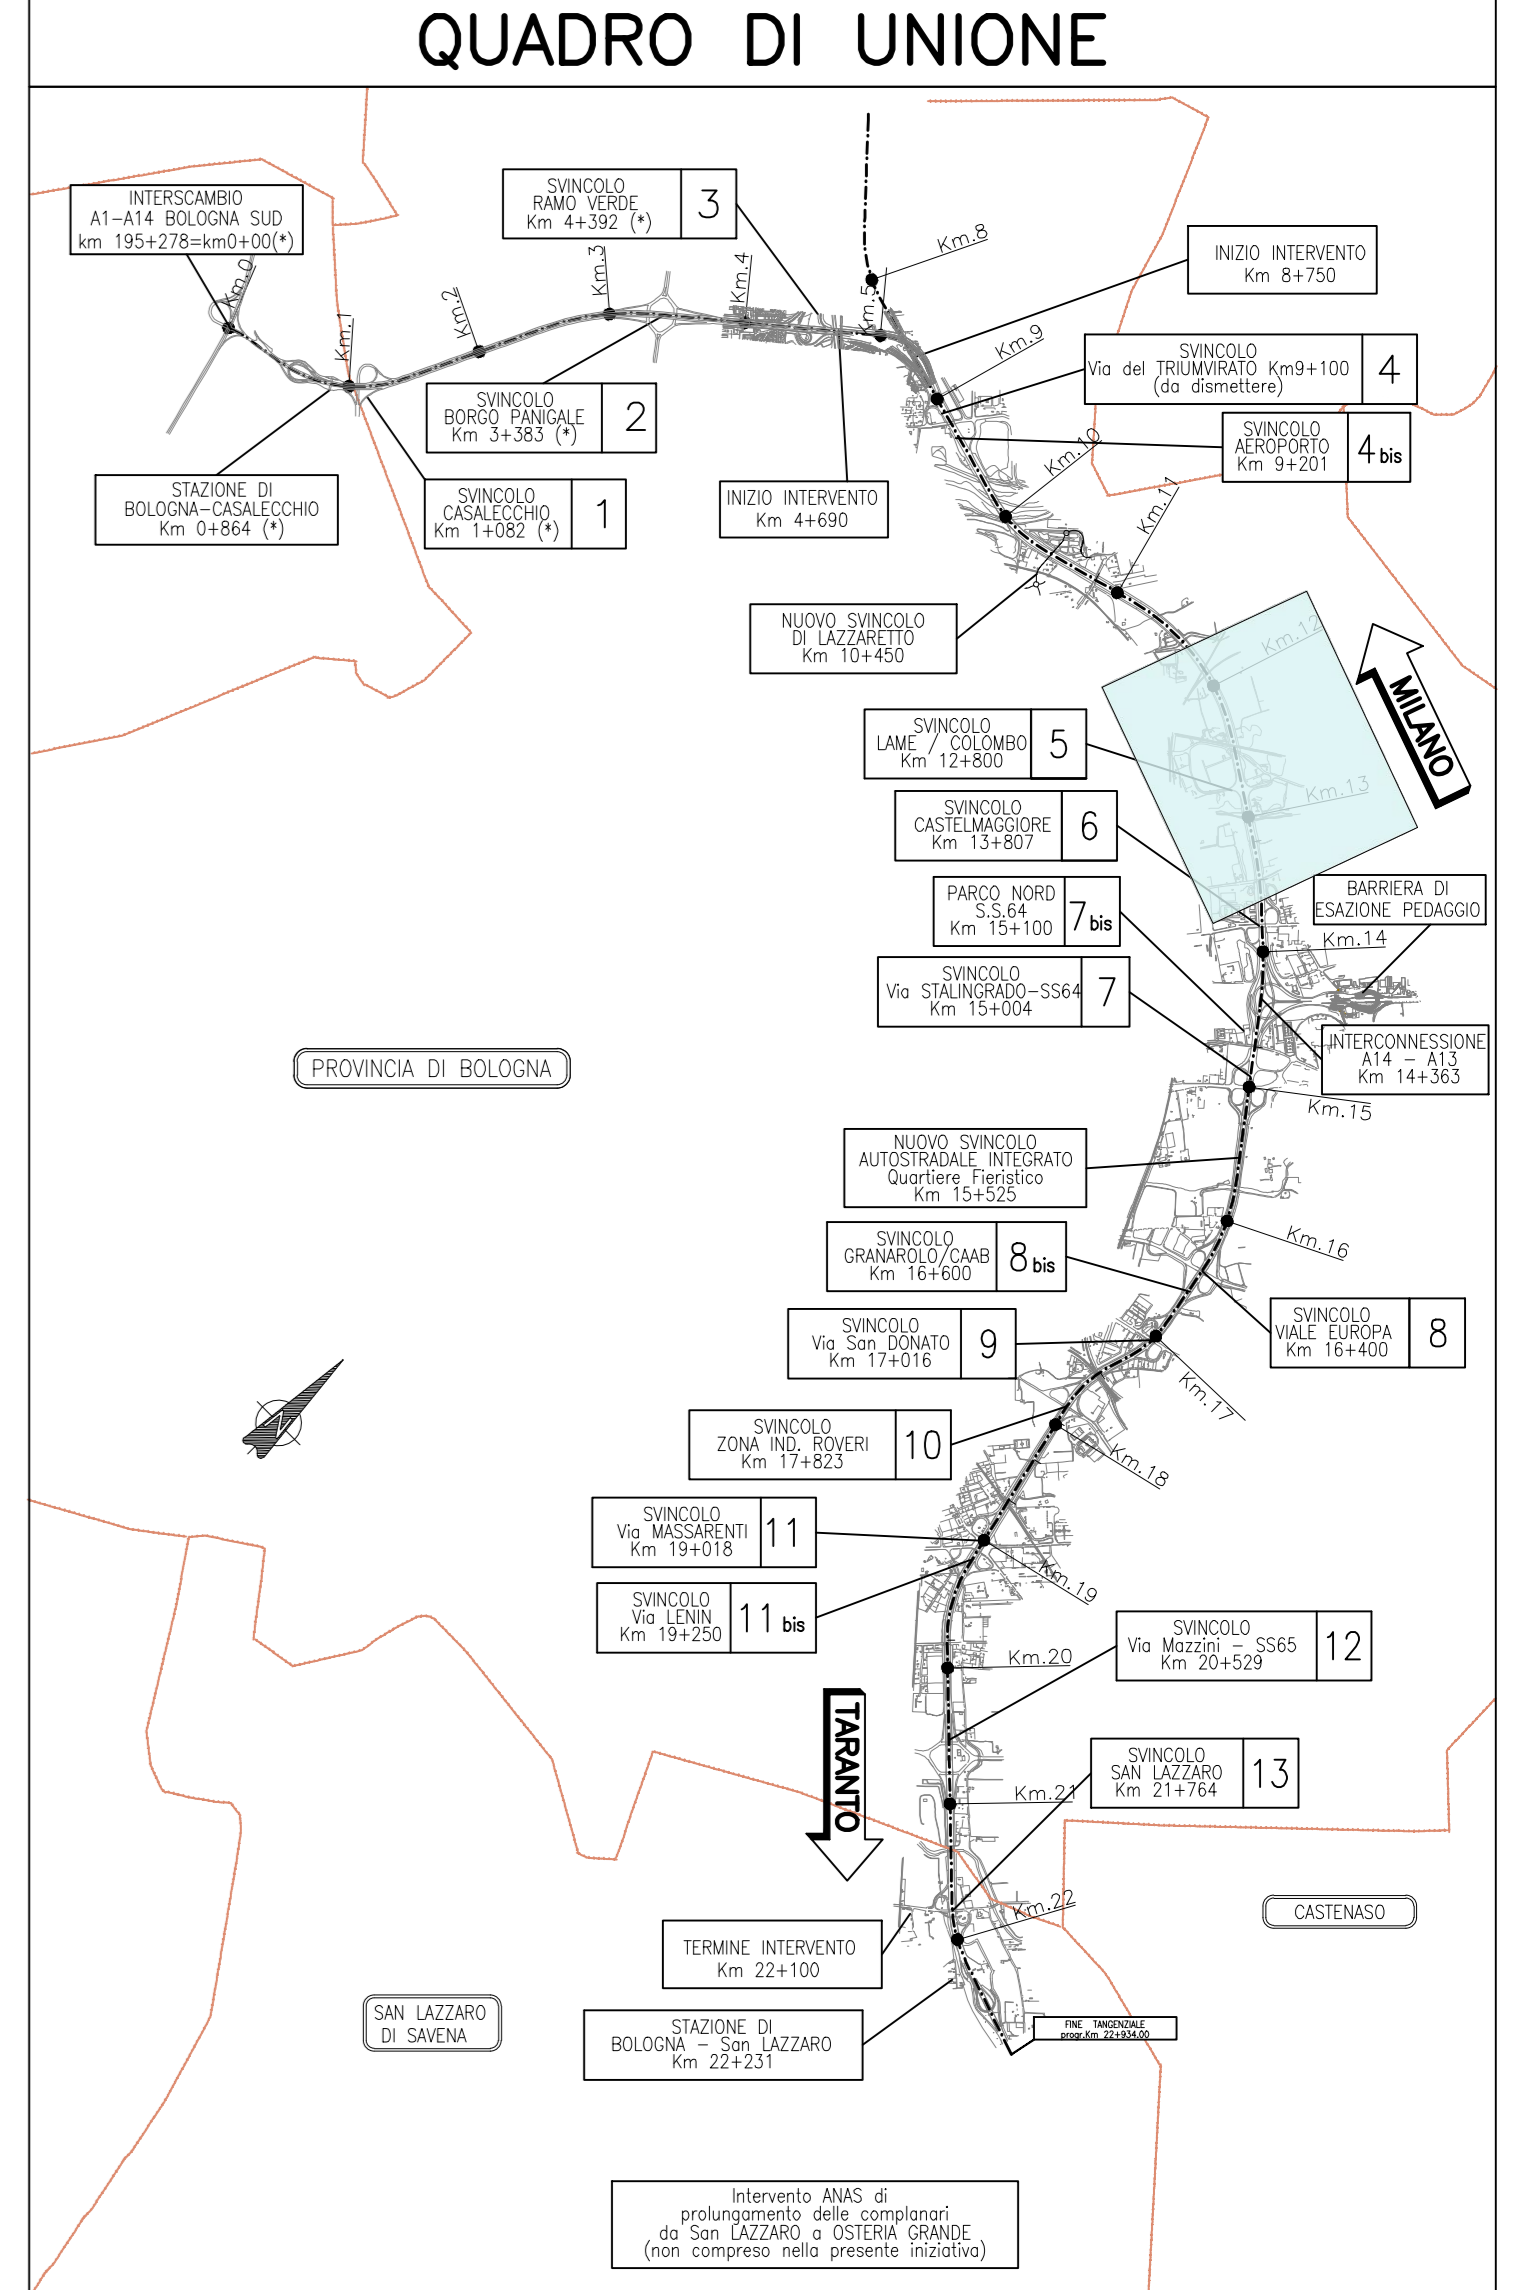 QUADRO DI UNIONE
INTERSCAMBIO
A1-A14 BOLOGNA SUD
km 195+278=km0+00(*)
SVINCOLO
RAMO VERDE
Km 4+392 (*)
3
Km.8
INIZIO INTERVENTO
Km 8+750
Km.0
Km.1
Km.2
Km.3
Km.4
Km.5
Km.9
SVINCOLO
Via del TRIUMVIRATO Km9+100
(da dismettere)
4
SVINCOLO
BORGO PANIGALE
Km 3+383 (*)
2
SVINCOLO
AEROPORTO
Km 9+201
4 bis
Km.10
STAZIONE DI
BOLOGNA-CASALECCHIO
Km 0+864 (*)
SVINCOLO
CASALECCHIO
Km 1+082 (*)
1
INIZIO INTERVENTO
Km 4+690
Km.11
NUOVO SVINCOLO
DI LAZZARETTO
Km 10+450
Km.12
MILANO
SVINCOLO
LAME / COLOMBO
Km 12+800
5
Km.13
SVINCOLO
CASTELMAGGIORE
Km 13+807
6
PARCO NORD
S.S.64
Km 15+100
7 bis
BARRIERA DI
ESAZIONE PEDAGGIO
Km.14
SVINCOLO
Via STALINGRADO-SS64
Km 15+004
7
INTERCONNESSIONE
A14 - A13
Km 14+363
PROVINCIA DI BOLOGNA
Km.15
NUOVO SVINCOLO
AUTOSTRADALE INTEGRATO
Quartiere Fieristico
Km 15+525
Km.16
SVINCOLO
GRANAROLO/CAAB
Km 16+600
8 bis
SVINCOLO
VIALE EUROPA
Km 16+400
8
SVINCOLO
Via San DONATO
Km 17+016
9
Km.17
SVINCOLO
ZONA IND. ROVERI
Km 17+823
10
Km.18
SVINCOLO
Via MASSARENTI
Km 19+018
11
Km.19
SVINCOLO
Via LENIN
Km 19+250
11 bis
SVINCOLO
Via Mazzini - SS65
Km 20+529
12
Km.20
TARANTO
SVINCOLO
SAN LAZZARO
Km 21+764
13
Km.21
Km.22
CASTENASO
TERMINE INTERVENTO
Km 22+100
SAN LAZZARO
DI SAVENA
STAZIONE DI
BOLOGNA - San LAZZARO
Km 22+231
FINE TANGENZIALE
progr.Km 22+934.00
Intervento ANAS di
prolungamento delle complanari
da San LAZZARO a OSTERIA GRANDE
(non compreso nella presente iniziativa)